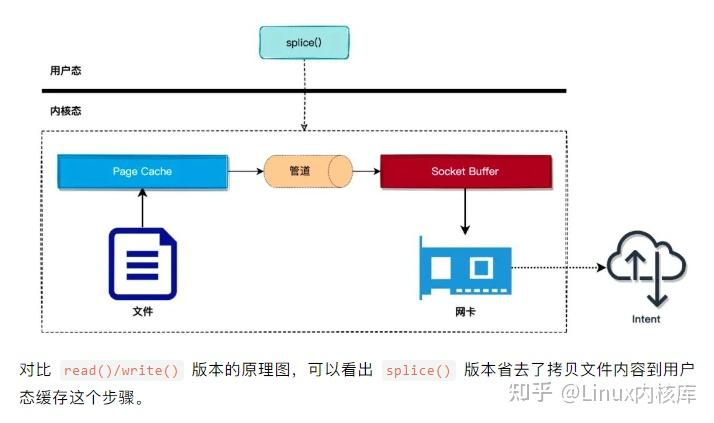 splice()
用户态
内核态
Page Cache
管道
Socket Buffer
文件
网卡
Intent
对比 read()/write() 版本的原理图，可以看出 splice() 版本省去了拷贝文件内容到用户
态缓存这个步骤。
知乎 @Linux内核库